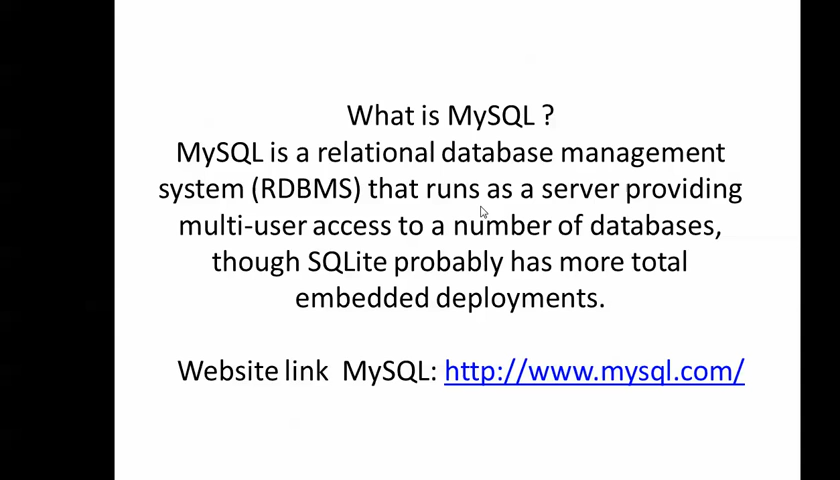 What is MySQL ?
MySQL is a relational database management
system (RDBMS) that runs as a server providing
multi-user access to a number of databases,
though SQLite probably has more total
embedded deployments.
Website link  MySQL: http://www.mysql.com/